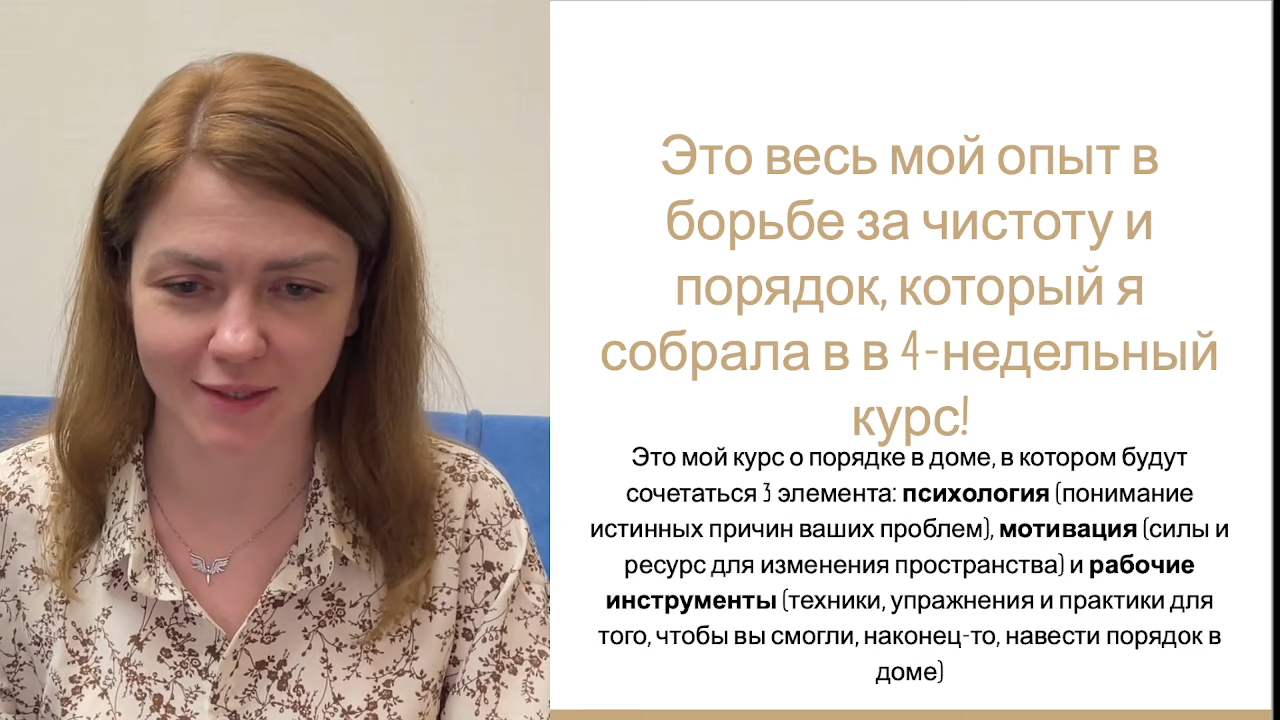 Это весь мой опыт в
борьбе за чистоту и
порядок, который я
собрала в в 4-недельный
курс!
Это мой курс о порядке в доме, в котором будут
сочетаться 3 элемента: психология (понимание
истинных причин ваших проблем), мотивация (силы и
ресурс для изменения пространства) и рабочие
инструменты (техники, упражнения и практики для
того, чтобы вы смогли, наконец-то, навести порядок в
доме)